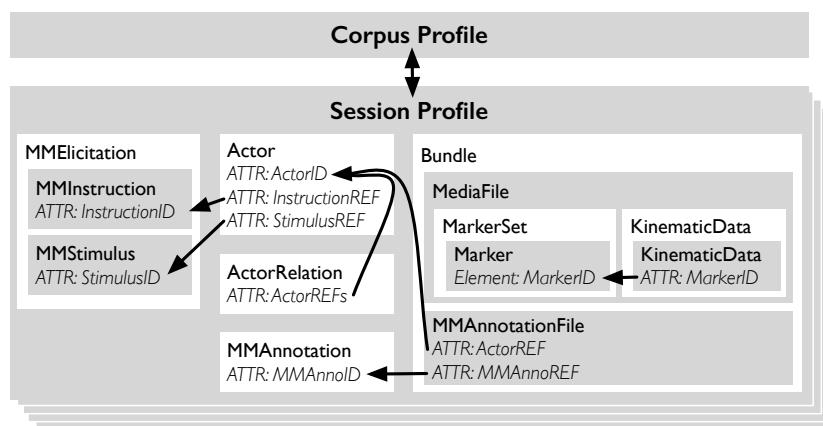 Corpus Profile
Session Profile
MMElicitation
MMInstruction
ATTR: InstructionID
MMStimulus
ATTR: StimulusID
Actor
ATTR: ActorID
ATTR: InstructionREF
ATTR: StimulusREF
ActorRelation
ATTR: ActorREFs
MMAnnotation
ATTR: MMAnnoID
Bundle
MediaFile
MarkerSet
Marker
Element: MarkerID
KinematicData
KinematicData
ATTR: MarkerID
MMAnnotationFile
ATTR: ActorREF
ATTR: MMAnnoREF